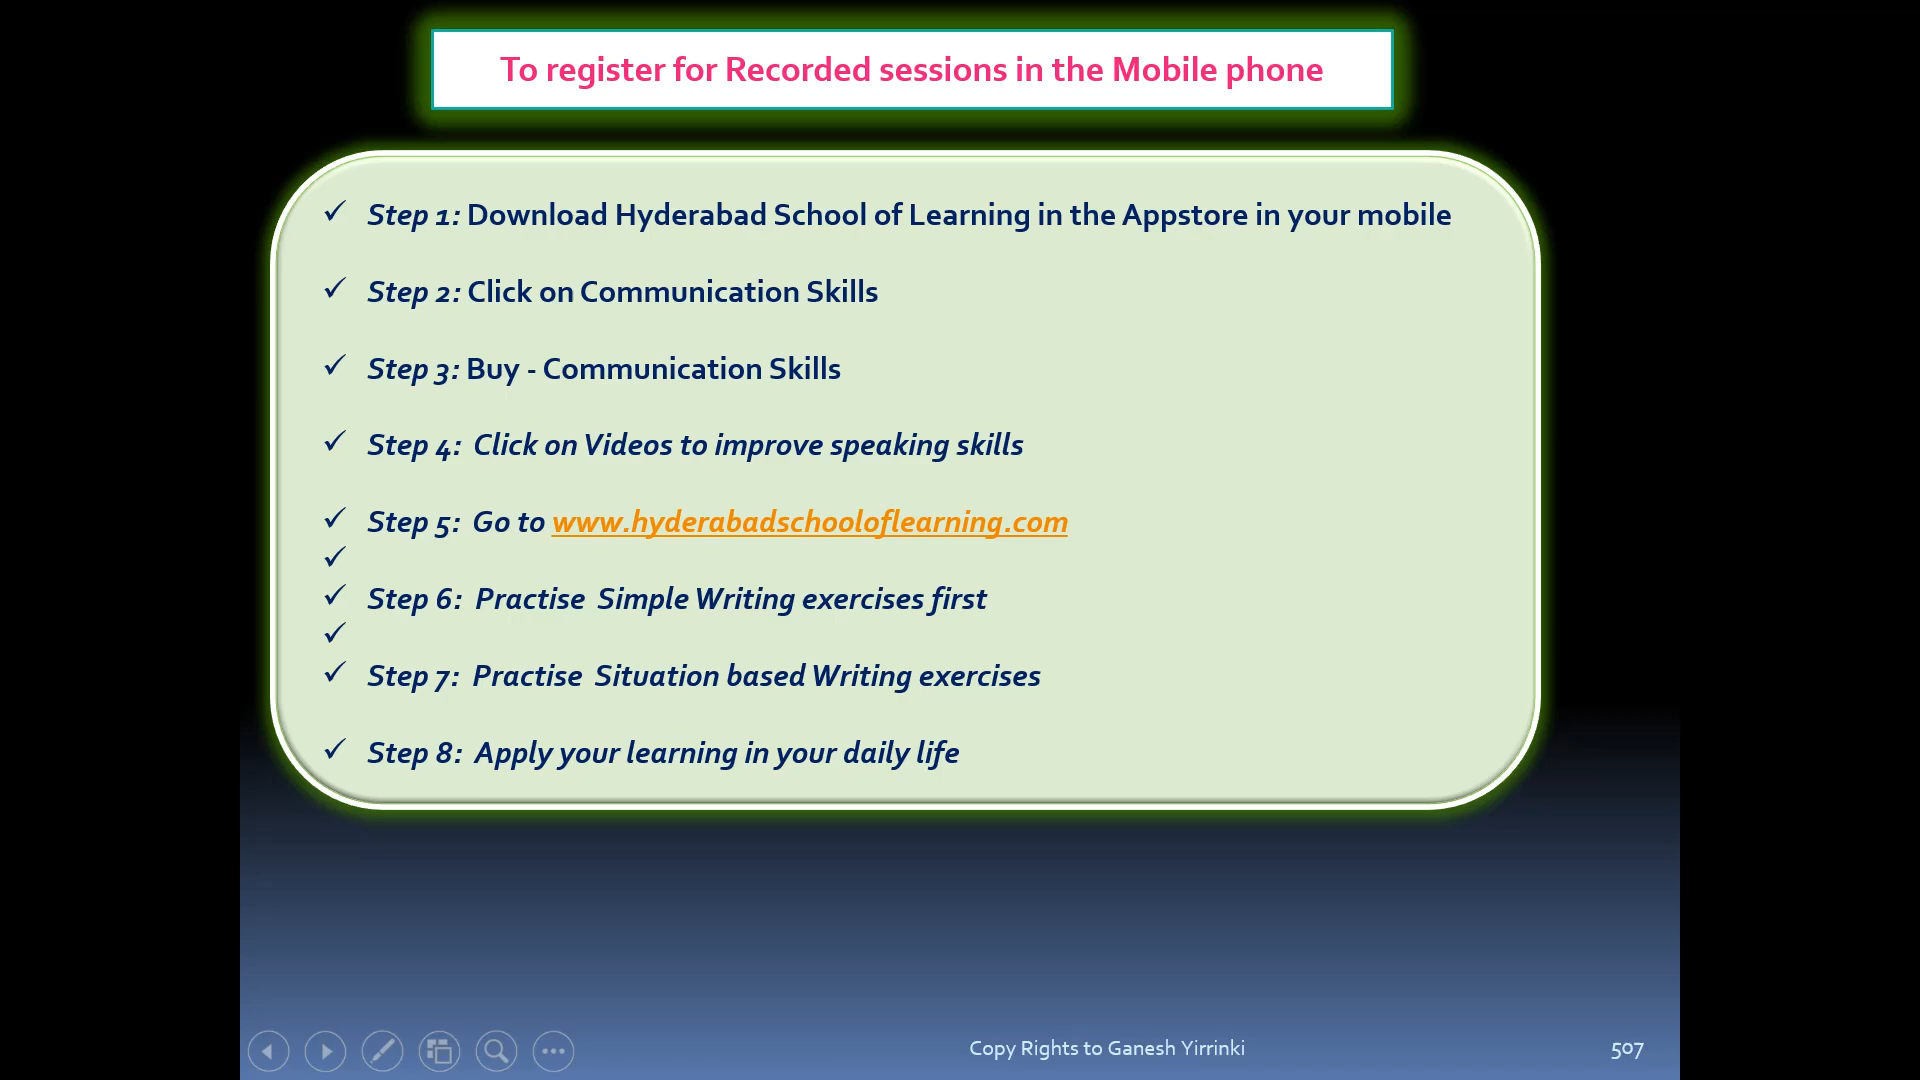 To register for Recorded sessions in the Mobile phone
✓ Step 1: Download Hyderabad School of Learning in the Appstore in your mobile
✓ Step 2: Click on Communication Skills
✓ Step 3: Buy - Communication Skills
✓ Step 4: Click on Videos to improve speaking skills
✓ Step 5: Go to www.hyderabadschooloflearning.com
✓
✓ Step 6: Practise Simple Writing exercises first
✓
✓ Step 7: Practise Situation based Writing exercises
✓ Step 8: Apply your learning in your daily life
Copy Rights to Ganesh Yirrinki
507